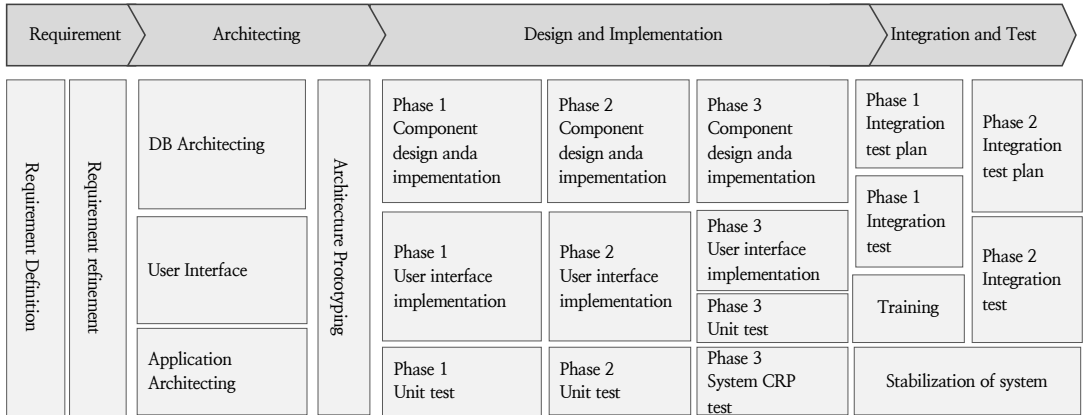 Requirement
Architecting
Design and Implementation
Integration and Test
Requirement Definition
Requirement refinement
DB Architecting
User Interface
Application
Architecting
Architecture Prototyping
Phase 1
Component
design anda
impementation
Phase 1
User interface
implementation
Phase 1
Unit test
Phase 2
Component
design anda
impementation
Phase 2
User interface
implementation
Phase 2
Unit test
Phase 3
Component
design anda
impementation
Phase 3
User interface
implementation
Phase 3
Unit test
Phase 3
System CRP
test
Phase 1
Integration
test plan
Phase 1
Integration
test
Training
Phase 2
Integration
test plan
Phase 2
Integration
test
Stabilization of system